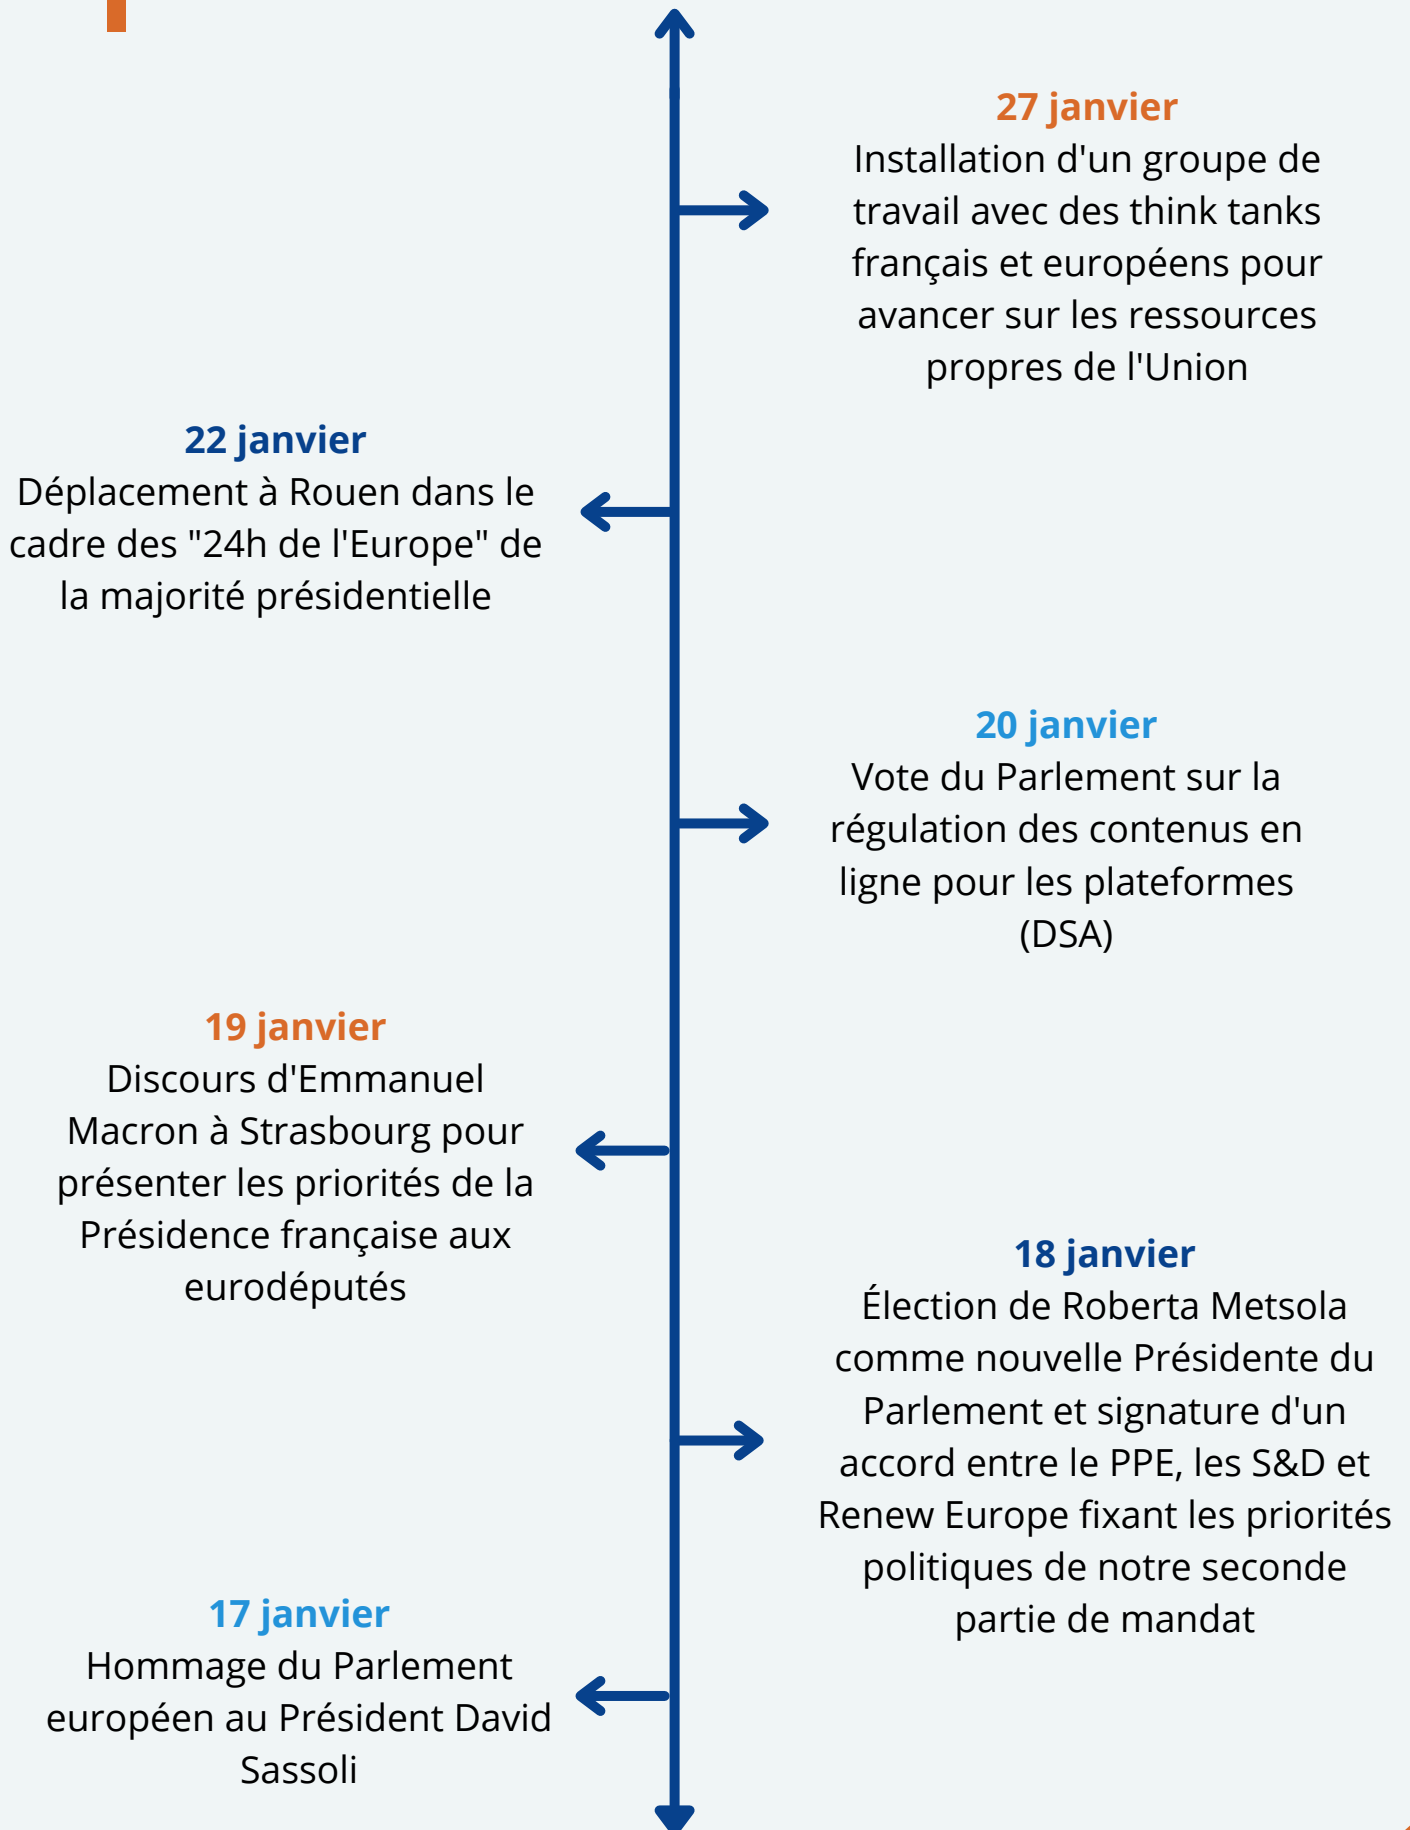 27 janvier
Installation d'un groupe de
travail avec des think tanks
français et européens pour
avancer sur les ressources
propres de l'Union
22 janvier
Déplacement à Rouen dans le
cadre des "24h de l'Europe" de
la majorité présidentielle
20 janvier
Vote du Parlement sur la
régulation des contenus en
ligne pour les plateformes
(DSA)
19 janvier
Discours d'Emmanuel
Macron à Strasbourg pour
présenter les priorités de la
Présidence française aux
eurodéputés
18 janvier
Élection de Roberta Metsola
comme nouvelle Présidente du
Parlement et signature d'un
accord entre le PPE, les S&D et
Renew Europe fixant les priorités
politiques de notre seconde
partie de mandat
17 janvier
Hommage du Parlement
européen au Président David
Sassoli